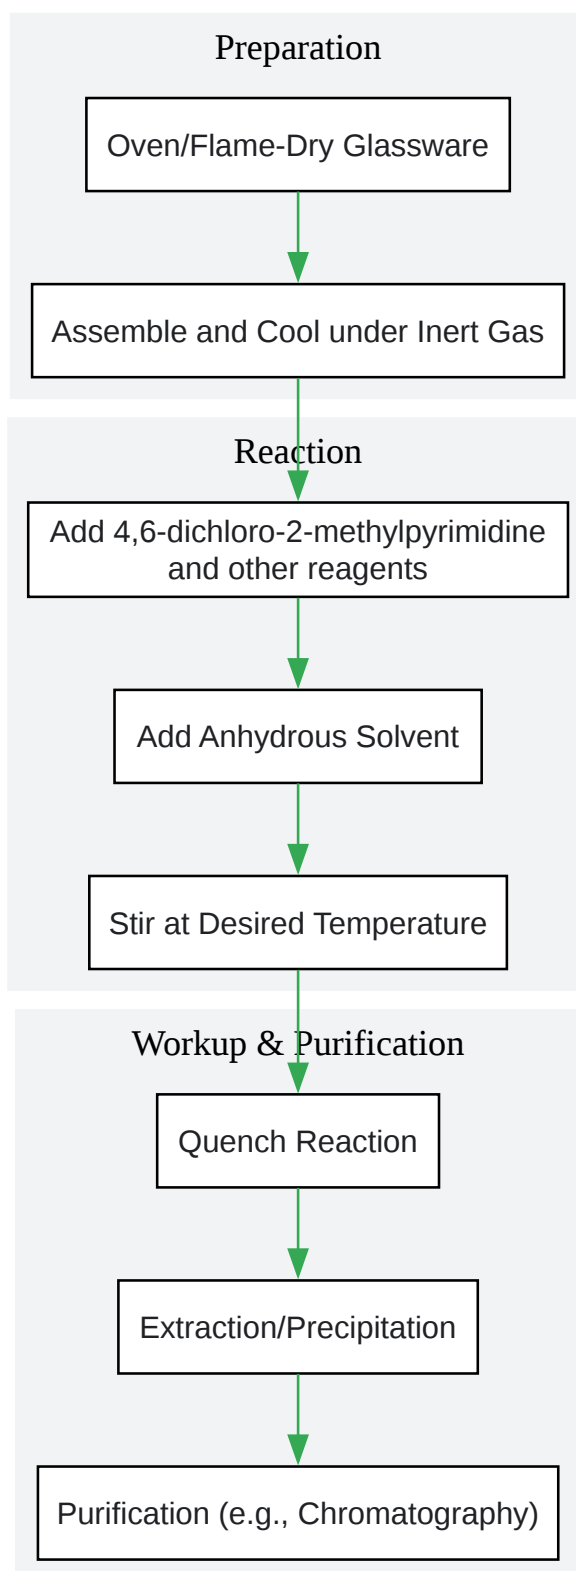 Preparation
Oven/Flame-Dry Glassware
Assemble and Cool under Inert Gas
Reaction
Add 4,6-dichloro-2-methylpyrimidine
and other reagents
Add Anhydrous Solvent
Stir at Desired Temperature
Workup & Purification
Quench Reaction
Extraction/Precipitation
Purification (e.g., Chromatography)